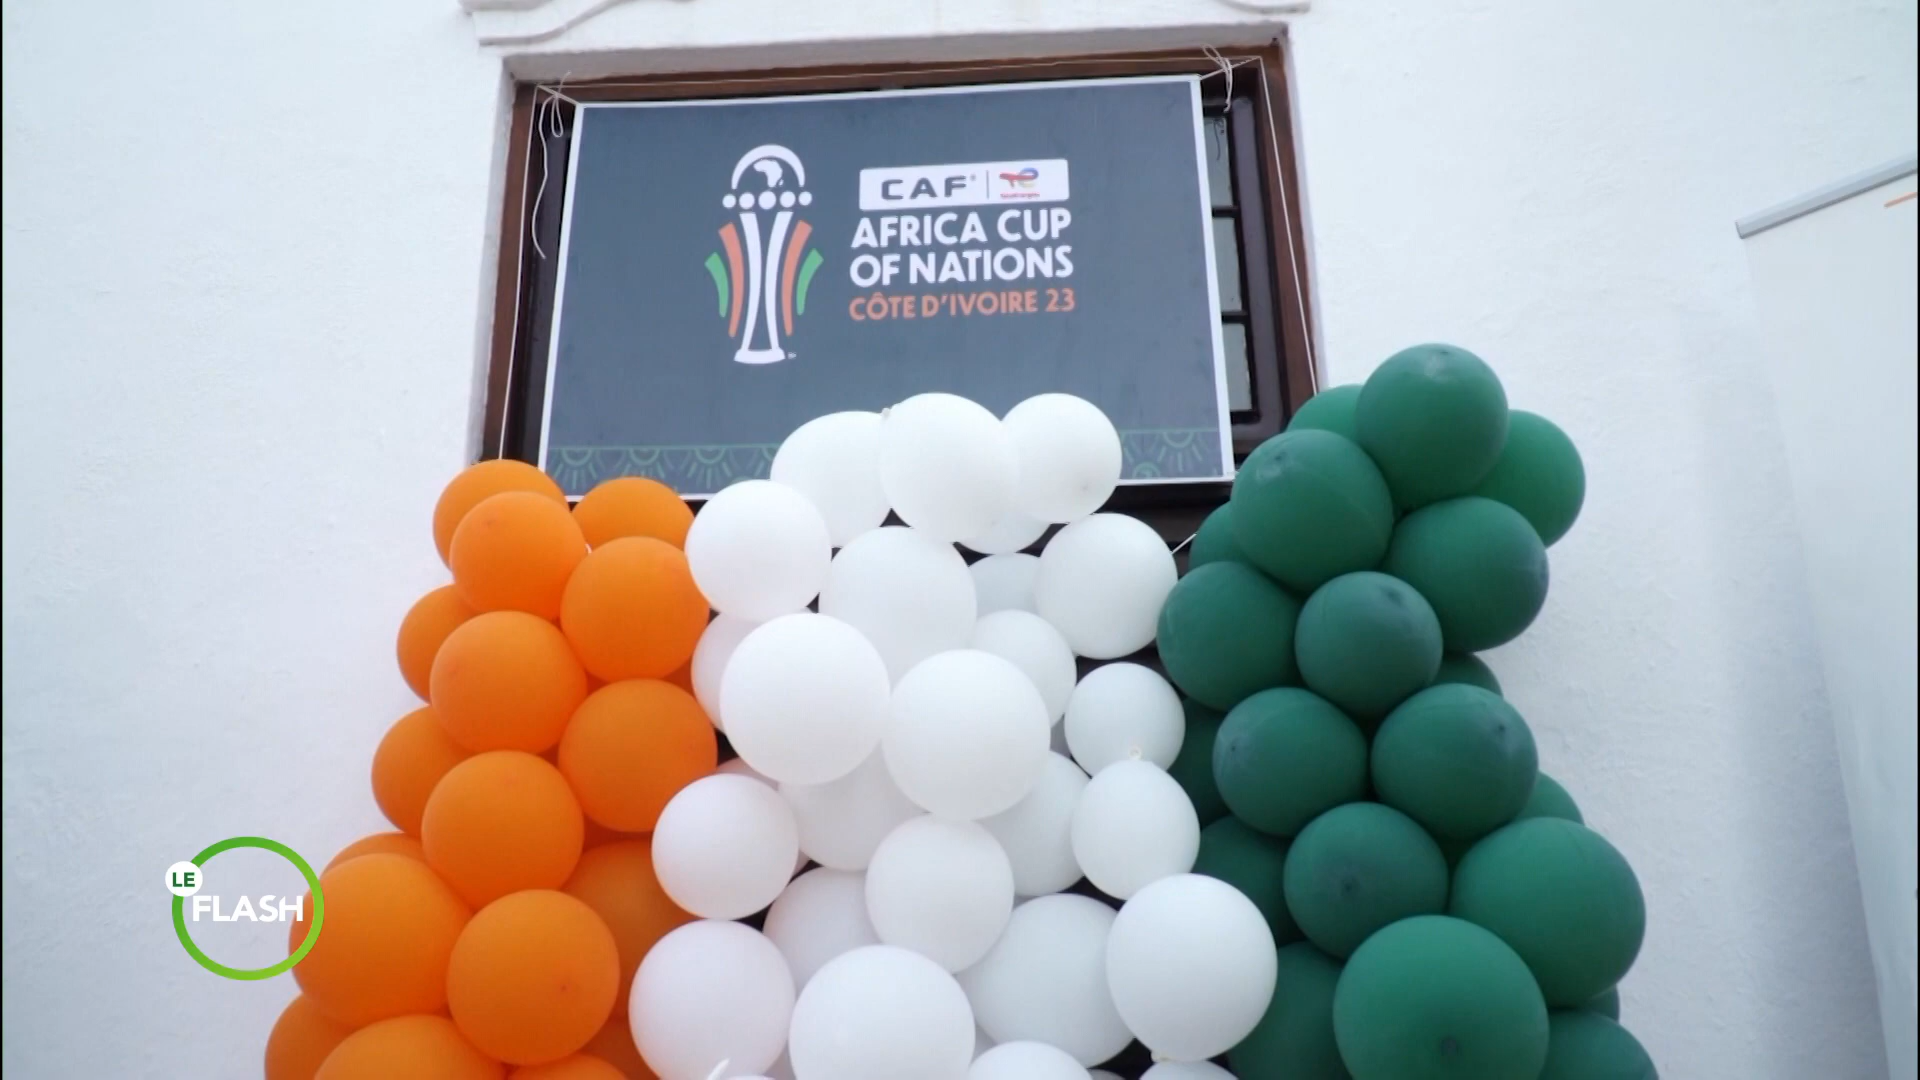 CAF
AFRICA CUP
OF NATIONS
CÔTE D'IVOIRE 23
LE
FLASH